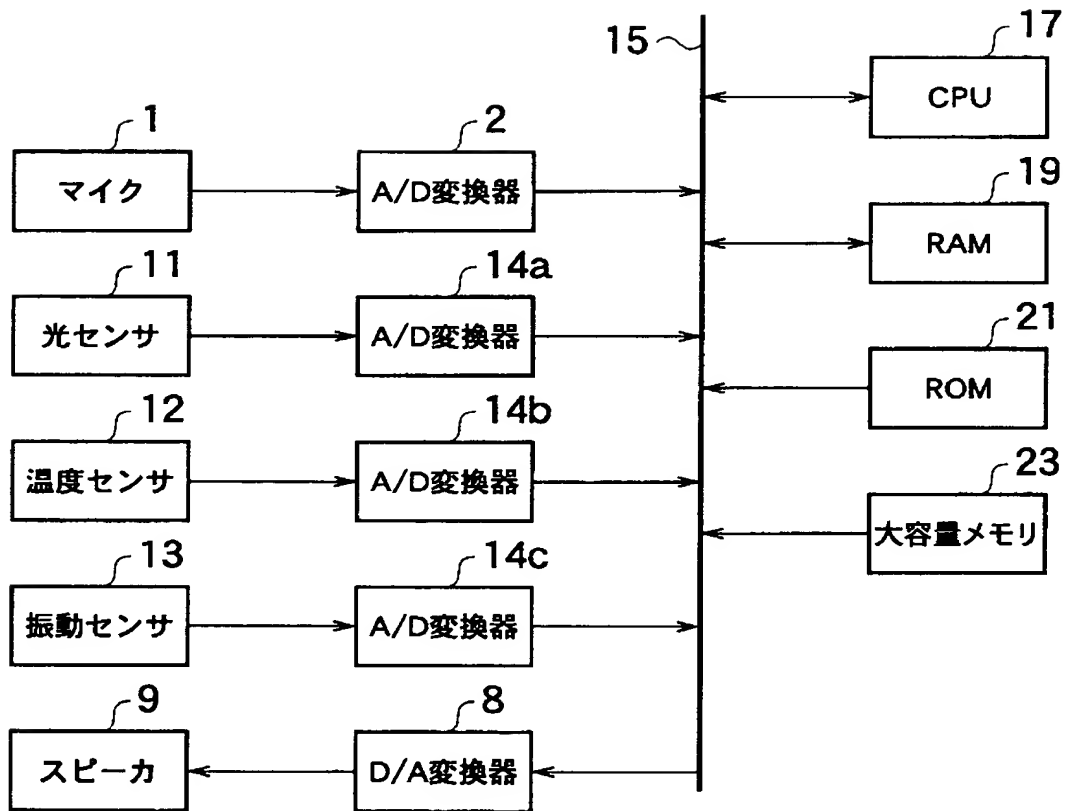 15
17
CPU
1
2
マイク
A/D変換器
19
RAM
11
14a
光センサ
A/D変換器
21
ROM
12
14b
温度センサ
A/D変換器
23
大容量メモリ
13
14c
振動センサ
A/D変換器
9
8
スピーカ
D/A変換器